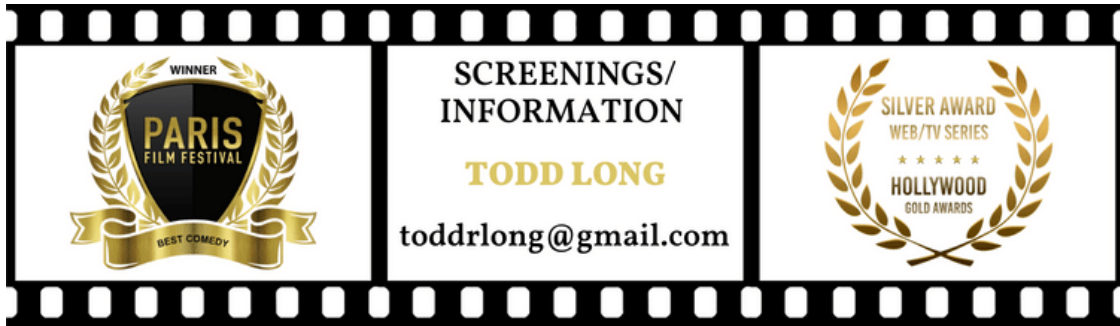 WINNER
PARIS
FILM FESTIVAL
BEST COMEDY
SCREENINGS/
INFORMATION
TODD LONG
toddrlong@gmail.com
SILVER AWARD
WEB/TV SERIES
HOLLYWOOD
GOLD AWARDS